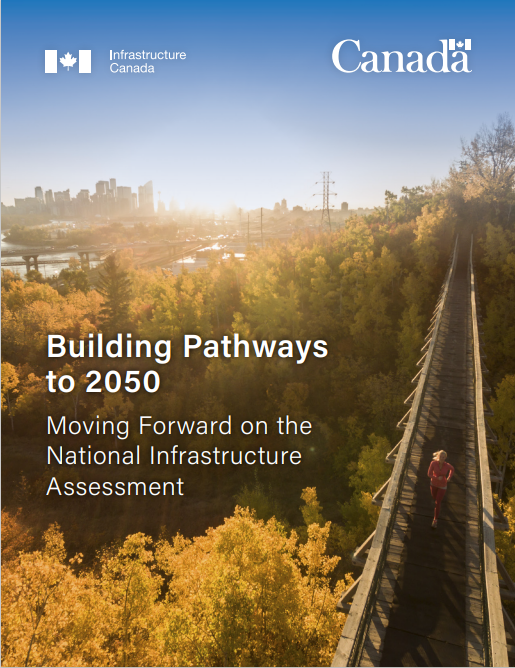 Infrastructure
Canada
Canada
Building Pathways
to 2050
Moving Forward on the
National Infrastructure
Assessment